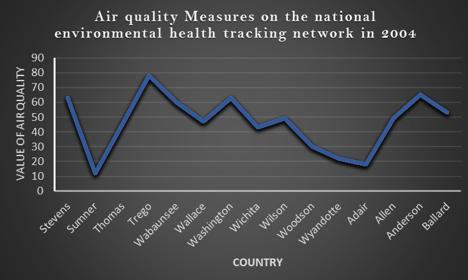 Air quality Measures on the national
environmental health tracking network in 2004
VALUE OF AIR QUALITY
90
80
70
60
50
40
30
20
10
0
Stevens
Sumner
Thomas
Trego
Wabaunsee
Wallace
Washington
Wichita
Wilson
Woodson
Wyandotte
Adair
Allen
Anderson
Ballard
COUNTRY